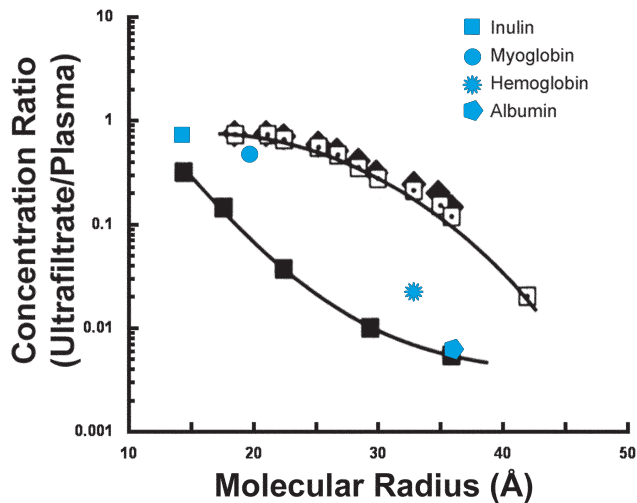 10
1
0.1
0.01
0.001
10
20
30
40
50
Concentration Ratio
(Ultrafiltrate/Plasma)
Molecular Radius (Å)
Inulin
Myoglobin
Hemoglobin
Albumin